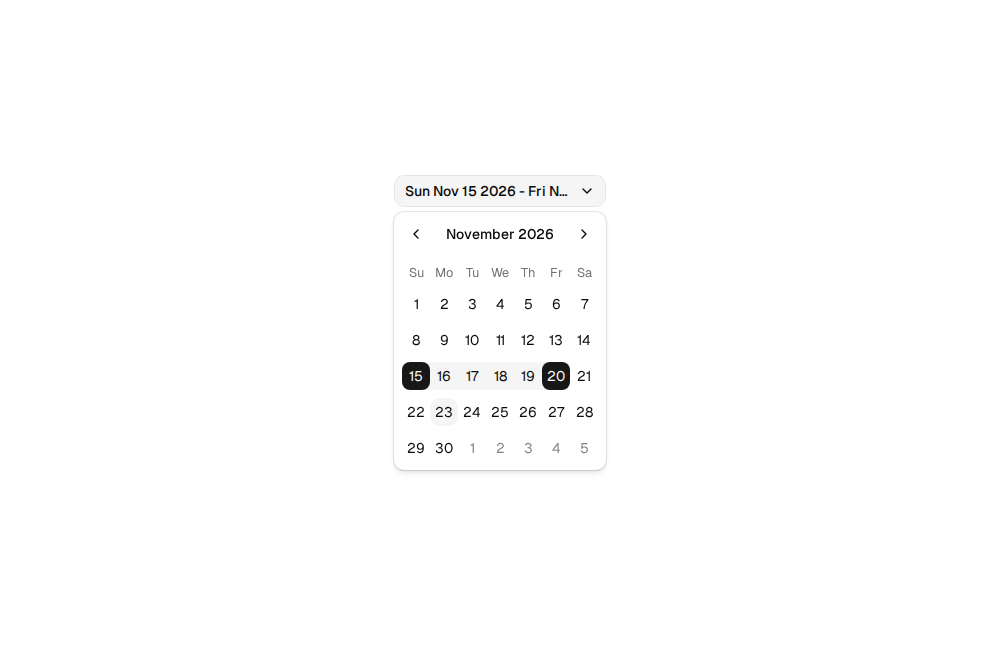 Sun Nov 15 2026 - Fri N...
November 2026
Su Mo Tu We Th Fr Sa
1 2 3 4 5 6 7
8 9 10 11 12 13 14
15 16 17 18 19 20 21
22 23 24 25 26 27 28
29 30 1 2 3 4 5